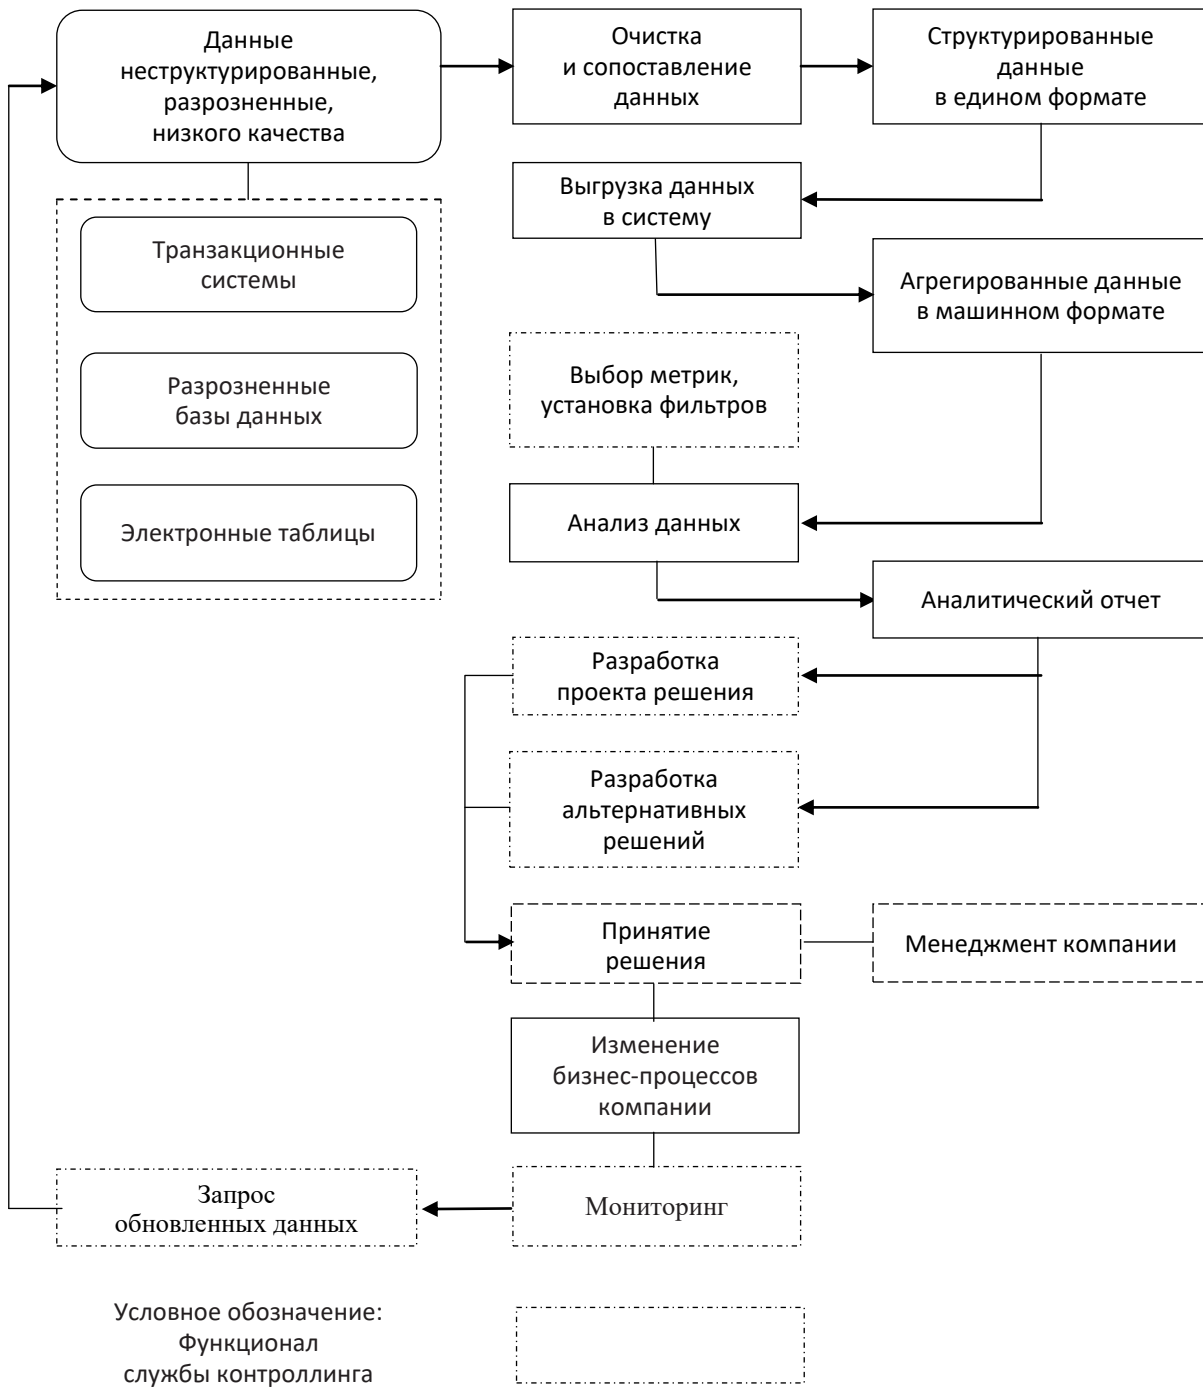 Данные
неструктурированные,
разрозненные,
низкого качества
Очистка
и сопоставление
данных
Структурированные
данные
в едином формате
Выгрузка данных
в систему
Транзакционные
системы
Агрегированные данные
в машинном формате
Разрозненные
базы данных
Выбор метрик,
установка фильтров
Электронные таблицы
Анализ данных
Аналитический отчет
Разработка
проекта решения
Разработка
альтернативных
решений
Принятие
решения
Менеджмент компании
Изменение
бизнес-процессов
компании
Запрос
обновленных данных
Мониторинг
Условное обозначение:
Функционал
службы контроллинга